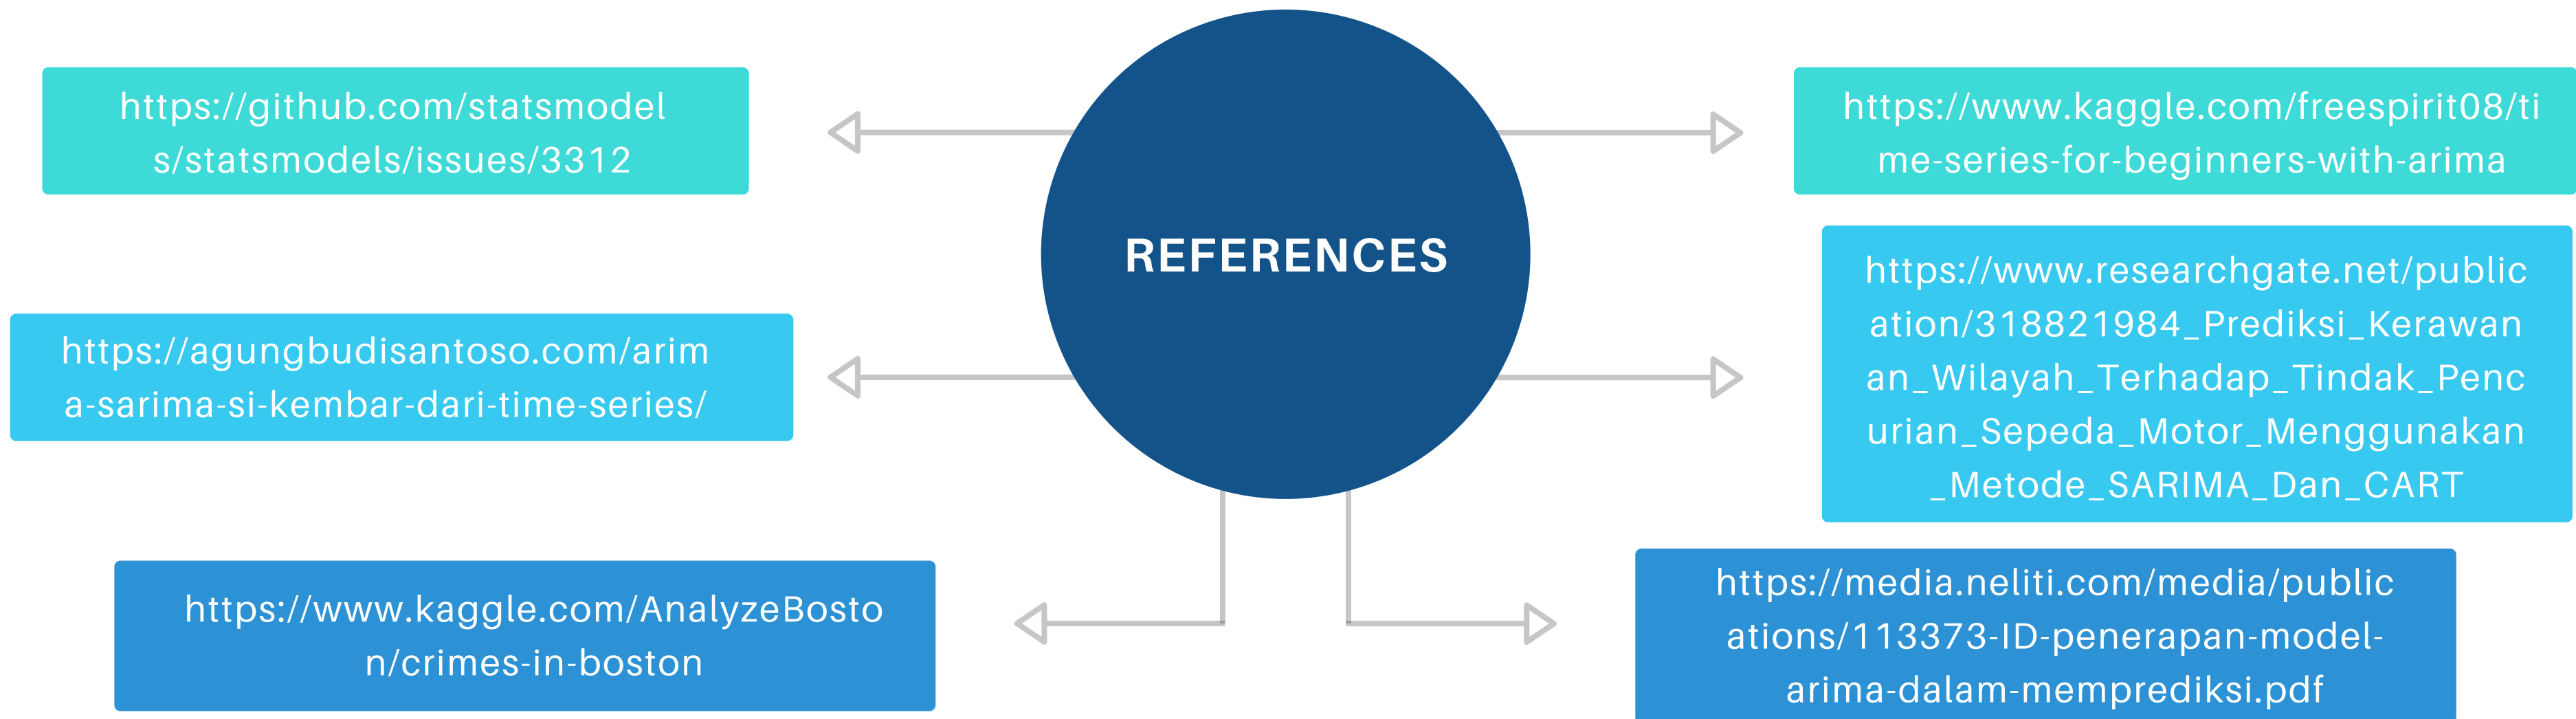 REFERENCES
https://github.com/statsmodel
s/statsmodels/issues/3312
https://agungbudisantoso.com/arim
a-sarima-si-kembar-dari-time-series/
https://www.kaggle.com/AnalyzeBosto
n/crimes-in-boston
https://www.kaggle.com/freespirit08/ti
me-series-for-beginners-with-arima
https://www.researchgate.net/public
ation/318821984_Prediksi_Kerawan
an_Wilayah_Terhadap_Tindak_Penc
urian_Sepeda_Motor_Menggunakan
_Metode_SARIMA_Dan_CART
https://media.neliti.com/media/public
ations/113373-ID-penerapan-model-
arima-dalam-memprediksi.pdf